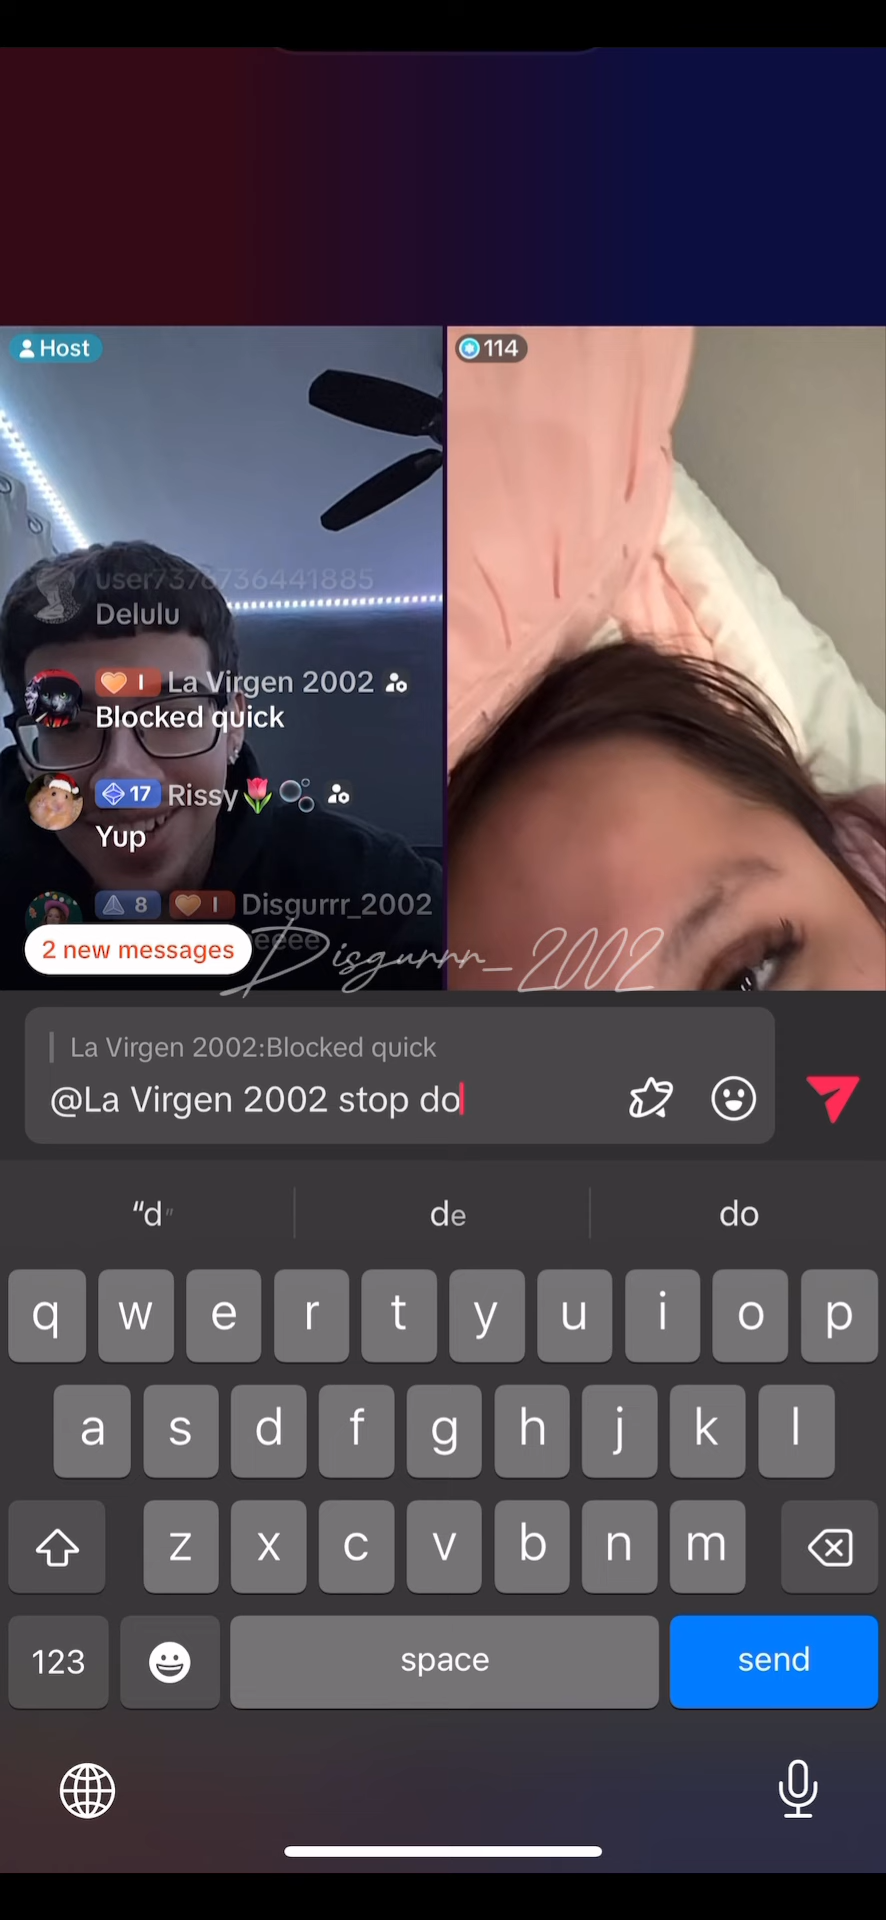 Host
114
user7376736441885
Delulu
I La Virgen 2002
Blocked quick
17 Rissy🌷🫧
Yup
8 I Disgurrr_2002
2 new messages
Disgurrr_2002
La Virgen 2002:Blocked quick
@La Virgen 2002 stop do
“d” de do
q w e r t y u i o p
a s d f g h j k l
z x c v b n m
123 space send